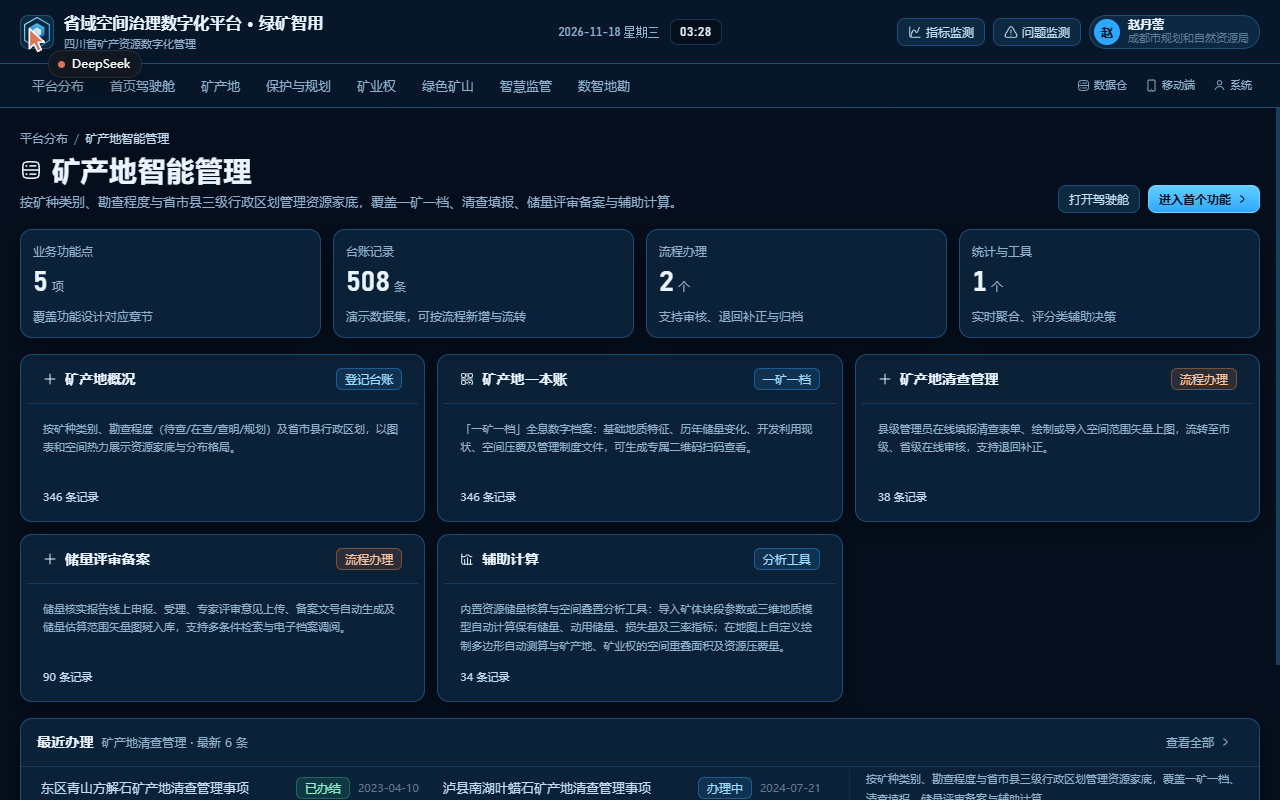 省域空间治理数字化平台 • 绿矿智用
四川省矿产资源数字化管理
2026-11-18 星期三
03:28
指标监测
问题监测
赵
赵丹蕾
成都市规划和自然资源局
DeepSeek
平台分布
首页驾驶舱
矿产地
保护与规划
矿业权
绿色矿山
智慧监管
数智地勘
数据仓
移动端
系统
平台分布 / 矿产地智能管理
矿产地智能管理
按矿种类别、勘查程度与省市县三级行政区划管理资源家底，覆盖一矿一档、清查填报、储量评审备案与辅助计算。
打开驾驶舱
进入首个功能
业务功能点
5 项
覆盖功能设计对应章节
台账记录
508 条
演示数据集，可按流程新增与流转
流程办理
2 个
支持审核、退回补正与归档
统计与工具
1 个
实时聚合、评分类辅助决策
矿产地概况
登记台账
按矿种类别、勘查程度（待查/在查/查明/规划）及省市县行政区划，以图
表和空间热力展示资源家底与分布格局。
346 条记录
矿产地一本账
一矿一档
「一矿一档」全息数字档案：基础地质特征、历年储量变化、开发利用现
状、空间压覆及管理制度文件，可生成专属二维码扫码查看。
346 条记录
矿产地清查管理
流程办理
县级管理员在线填报清查表单、绘制或导入空间范围矢量上图，流转至市
级、省级在线审核，支持退回补正。
38 条记录
储量评审备案
流程办理
储量核实报告线上申报、受理、专家评审意见上传、备案文号自动生成及
储量估算范围矢量图斑入库，支持多条件检索与电子档案调阅。
90 条记录
辅助计算
分析工具
内置资源储量核算与空间叠置分析工具：导入矿体块段参数或三维地质模
型自动计算保有储量、动用储量、损失量及三率指标；在地图上自定义绘
制多边形自动测算与矿产地、矿业权的空间重叠面积及资源压覆量。
34 条记录
最近办理 矿产地清查管理 · 最新 6 条
查看全部
东区青山方解石矿产地清查管理事项
已办结
2023-04-10
泸县南湖叶蜡石矿产地清查管理事项
办理中
2024-07-21
按矿种类别、勘查程度与省市县三级行政区划管理资源家底，覆盖一矿一档、
清查填报、储量评审备案与辅助计算。